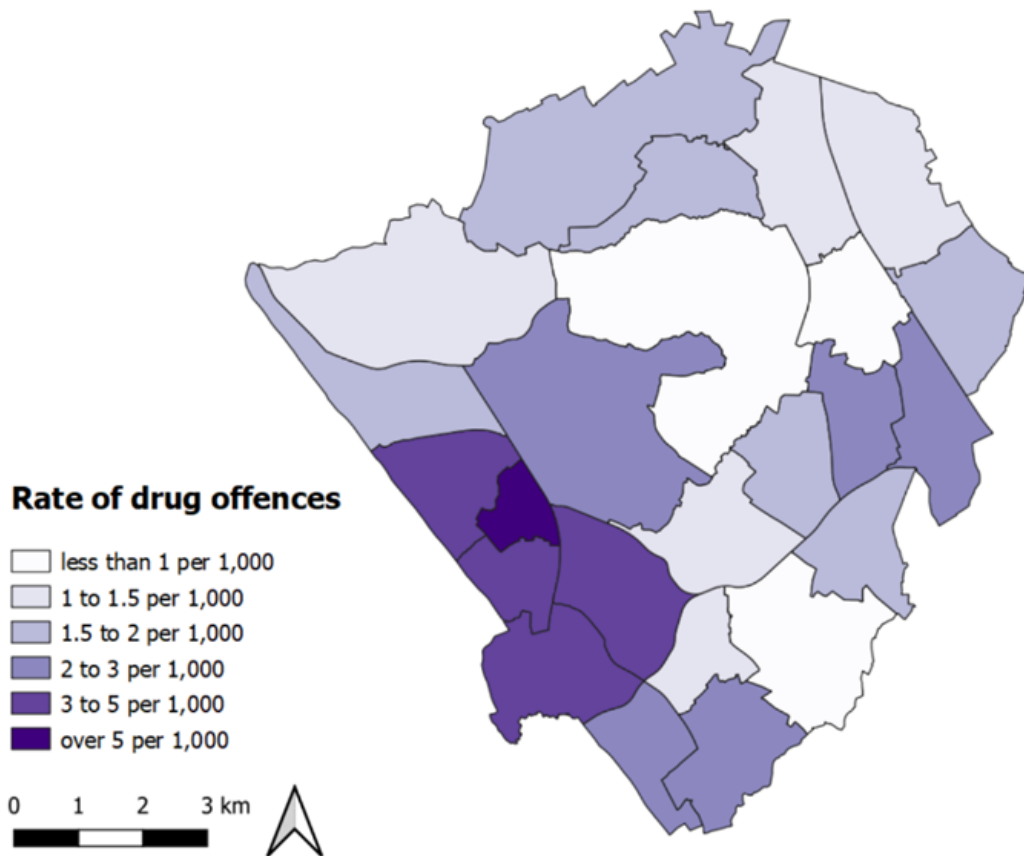 Rate of drug offences
less than 1 per 1,000
1 to 1.5 per 1,000
1.5 to 2 per 1,000
2 to 3 per 1,000
3 to 5 per 1,000
over 5 per 1,000
0 1 2 3 km